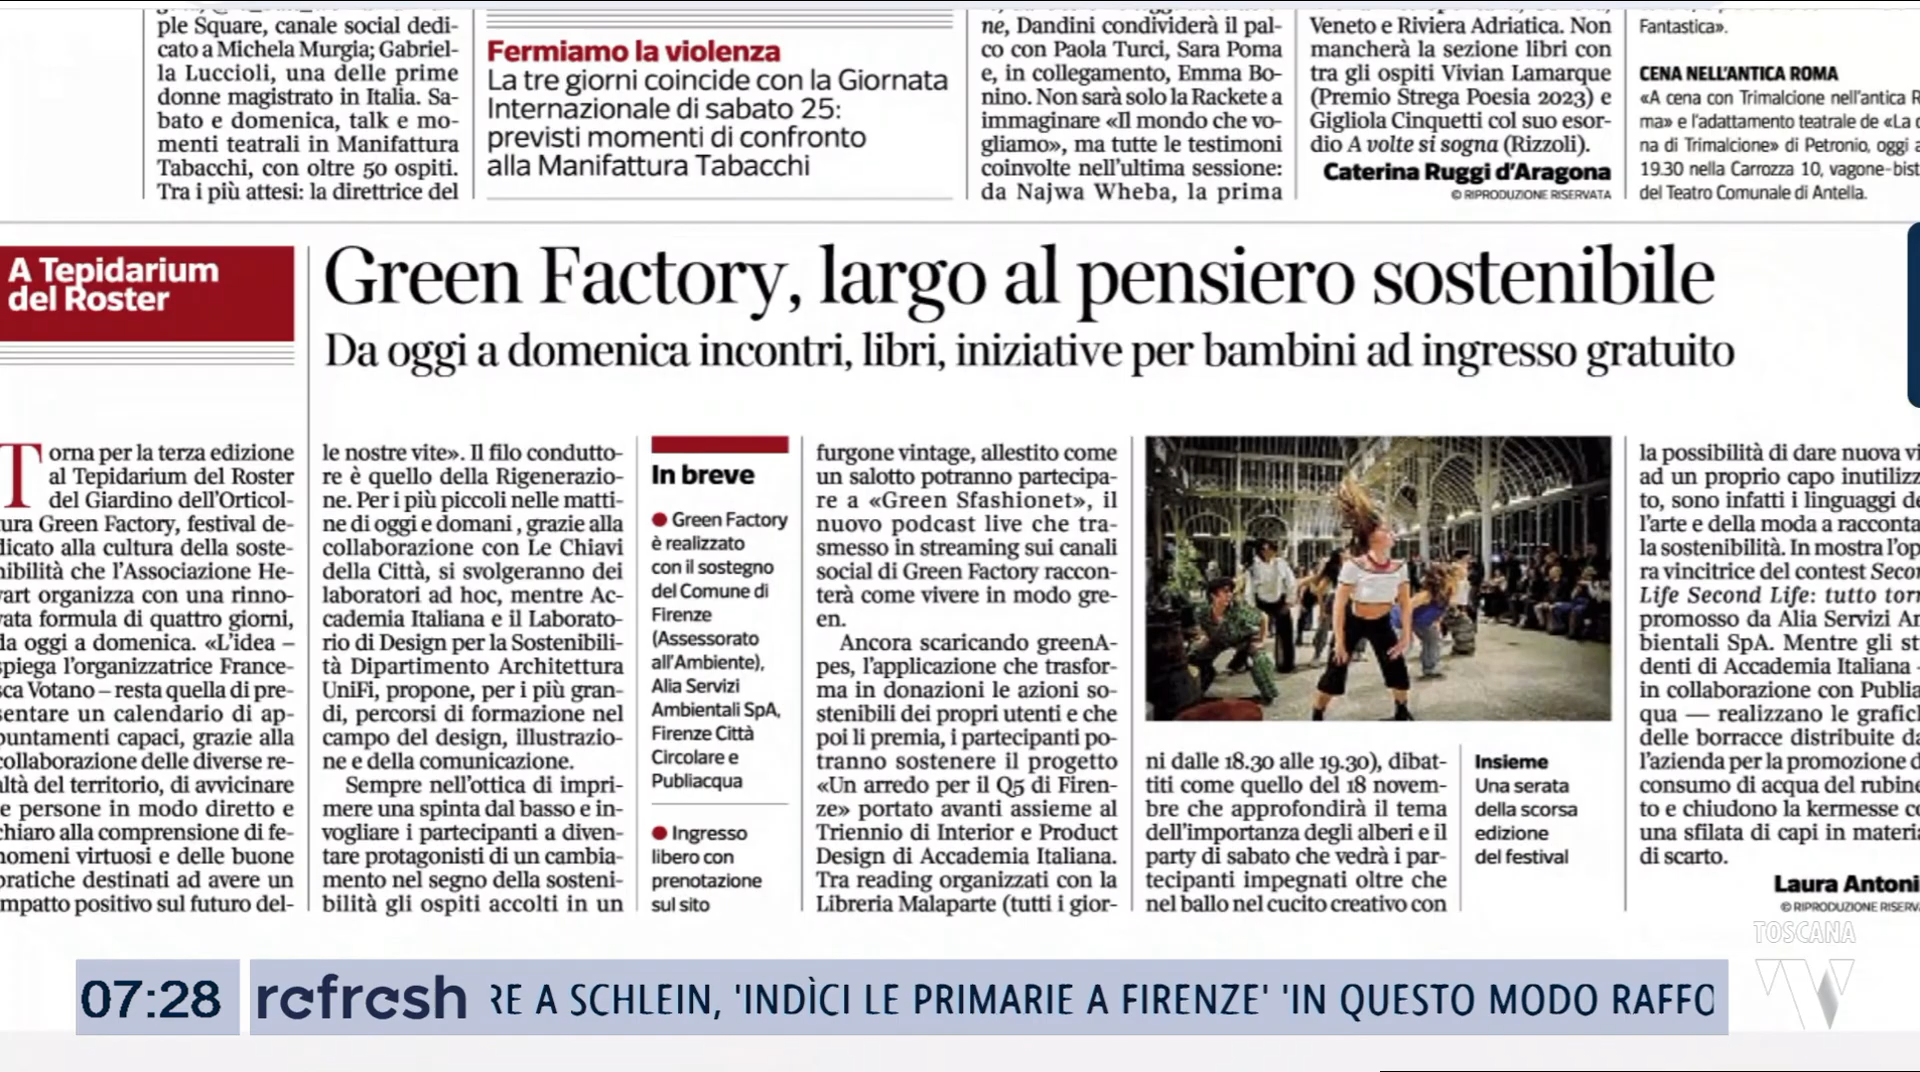 ple Square, canale social dedi-
cato a Michela Murgia; Gabriel-
la Luccioli, una delle prime
donne magistrato in Italia. Sa-
bato e domenica, talk e mo-
menti teatrali in Manifattura
Tabacchi, con oltre 50 ospiti.
Tra i più attesi: la direttrice del
Fermiamo la violenza
La tre giorni coincide con la Giornata
Internazionale di sabato 25:
previsti momenti di confronto
alla Manifattura Tabacchi
ne, Dandini condividerà il pal-
co con Paola Turci, Sara Poma
e, in collegamento, Emma Bo-
nino. Non sarà solo la Rackete a
immaginare «Il mondo che vo-
gliamo», ma tutte le testimoni
coinvolte nell'ultima sessione:
da Najwa Wheba, la prima
Veneto e Riviera Adriatica. Non
mancherà la sezione libri con
tra gli ospiti Vivian Lamarque
(Premio Strega Poesia 2023) e
Gigliola Cinquetti col suo esor-
dio A volte si sogna (Rizzoli).
Caterina Ruggi d'Aragona
© RIPRODUZIONE RISERVATA
Fantastica».
CENA NELL'ANTICA ROMA
«A cena con Trimalcione nell'antica R
ma» e l'adattamento teatrale de «La c
na di Trimalcione» di Petronio, oggi a
19.30 nella Carrozza 10, vagone-bist
del Teatro Comunale di Antella.
A Tepidarium
del Roster
Green Factory, largo al pensiero sostenibile
Da oggi a domenica incontri, libri, iniziative per bambini ad ingresso gratuito
Torna per la terza edizione
al Tepidarium del Roster
del Giardino dell'Orticol-
tura Green Factory, festival de-
dicato alla cultura della soste-
nibilità che l'Associazione He-
yart organizza con una rinno-
vata formula di quattro giorni,
da oggi a domenica. «L'idea –
spiega l'organizzatrice France-
sca Votano – resta quella di pre-
sentare un calendario di ap-
puntamenti capaci, grazie alla
collaborazione delle diverse re-
altà del territorio, di avvicinare
le persone in modo diretto e
chiaro alla comprensione di fe-
nomeni virtuosi e delle buone
pratiche destinati ad avere un
impatto positivo sul futuro del-
le nostre vite». Il filo condutto-
re è quello della Rigenerazio-
ne. Per i più piccoli nelle matti-
ne di oggi e domani , grazie alla
collaborazione con Le Chiavi
della Città, si svolgeranno dei
laboratori ad hoc, mentre Ac-
cademia Italiana e il Laborato-
rio di Design per la Sostenibili-
tà Dipartimento Architettura
UniFi, propone, per i più gran-
di, percorsi di formazione nel
campo del design, illustrazio-
ne e della comunicazione.
Sempre nell'ottica di impri-
mere una spinta dal basso e in-
vogliare i partecipanti a diven-
tare protagonisti di un cambia-
mento nel segno della sosteni-
bilità gli ospiti accolti in un
In breve
● Green Factory
è realizzato
con il sostegno
del Comune di
Firenze
(Assessorato
all'Ambiente),
Alia Servizi
Ambientali SpA,
Firenze Città
Circolare e
Publiacqua
● Ingresso
libero con
prenotazione
sul sito
furgone vintage, allestito come
un salotto potranno partecipa-
re a «Green Sfashionet», il
nuovo podcast live che tra-
smesso in streaming sui canali
social di Green Factory raccon-
terà come vivere in modo gre-
en.
Ancora scaricando greenA-
pes, l'applicazione che trasfor-
ma in donazioni le azioni so-
stenibili dei propri utenti e che
poi li premia, i partecipanti po-
tranno sostenere il progetto
«Un arredo per il Q5 di Firen-
ze» portato avanti assieme al
Triennio di Interior e Product
Design di Accademia Italiana.
Tra reading organizzati con la
Libreria Malaparte (tutti i gior-
ni dalle 18.30 alle 19.30), dibat-
titi come quello del 18 novem-
bre che approfondirà il tema
dell'importanza degli alberi e il
party di sabato che vedrà i par-
tecipanti impegnati oltre che
nel ballo nel cucito creativo con
Insieme
Una serata
della scorsa
edizione
del festival
la possibilità di dare nuova vi
ad un proprio capo inutilizz
to, sono infatti i linguaggi de
l'arte e della moda a racconta
la sostenibilità. In mostra l'op
ra vincitrice del contest Secon
Life Second Life: tutto torn
promosso da Alia Servizi Am
bientali SpA. Mentre gli st
denti di Accademia Italiana -
in collaborazione con Publia
qua — realizzano le grafich
delle borracce distribuite da
l'azienda per la promozione d
consumo di acqua del rubine
to e chiudono la kermesse co
una sfilata di capi in materia
di scarto.
Laura Antoni
© RIPRODUZIONE RISERVA
TOSCANA
TV
07:28
refresh
RE A SCHLEIN, 'INDÌCI LE PRIMARIE A FIRENZE' 'IN QUESTO MODO RAFFO